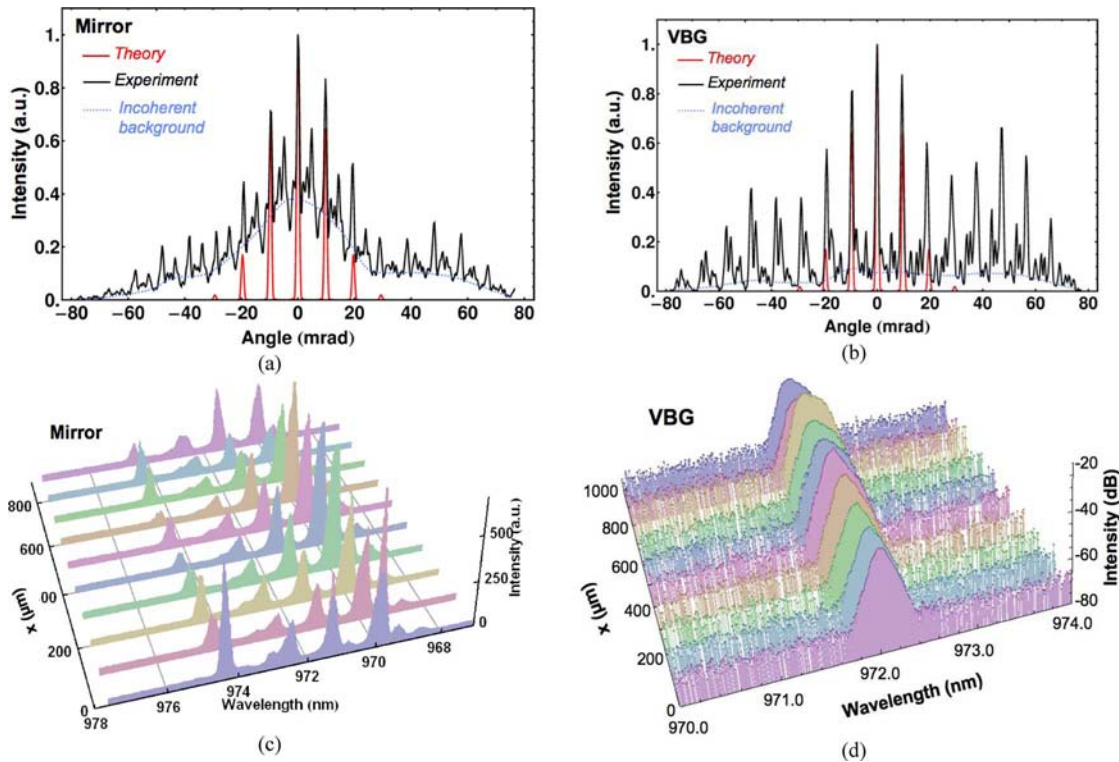 Mirror
Theory
Experiment
Incoherent
background
Intensity (a.u.)
1.
0.8
0.6
0.4
0.2
0.
−80 −60 −40 −20 0 20 40 60 80
Angle (mrad)
(a)
VBG
Theory
Experiment
Incoherent
background
Intensity (a.u.)
1.
0.8
0.6
0.4
0.2
0.
−80 −60 −40 −20 0 20 40 60 80
Angle (mrad)
(b)
Mirror
800
600
00
200
0
x (µm)
978 976 974 972 970 968
Wavelength (nm)
500
250
0
Intensity (a.u.)
(c)
VBG
1000
800
600
400
200
0
x (µm)
970.0 971.0 972.0 973.0 974.0
Wavelength (nm)
-20
-40
-60
-80
Intensity (dB)
(d)